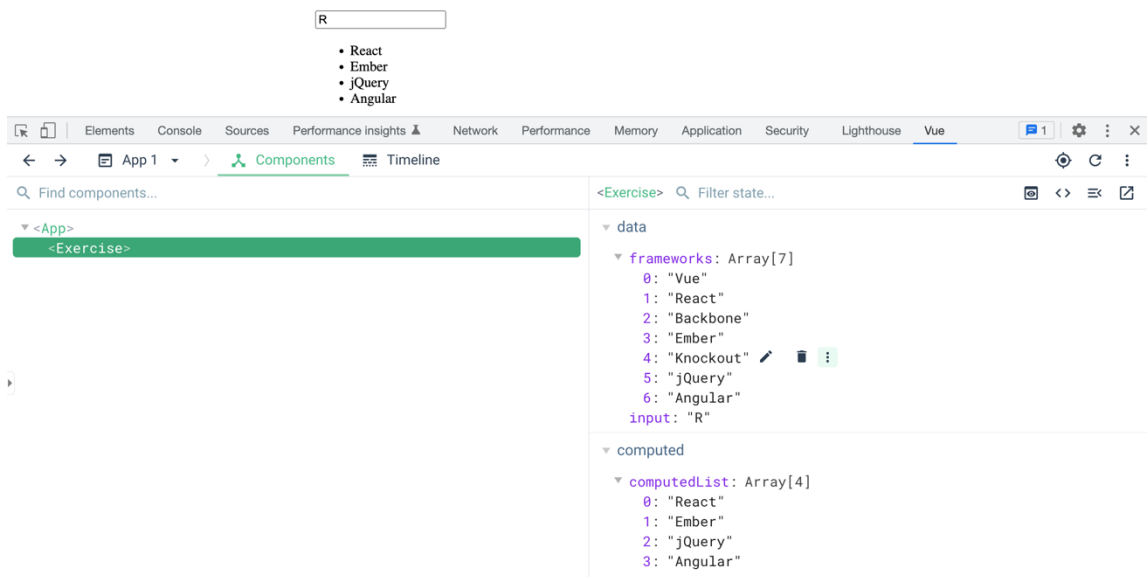 R
• React
• Ember
• jQuery
• Angular
Elements Console Sources Performance insights Network Performance Memory Application Security Lighthouse Vue 1
App 1 Components Timeline
Find components...
<App>
<Exercise>
<Exercise> Filter state...
data
frameworks: Array[7]
0: "Vue"
1: "React"
2: "Backbone"
3: "Ember"
4: "Knockout"
5: "jQuery"
6: "Angular"
input: "R"
computed
computedList: Array[4]
0: "React"
1: "Ember"
2: "jQuery"
3: "Angular"